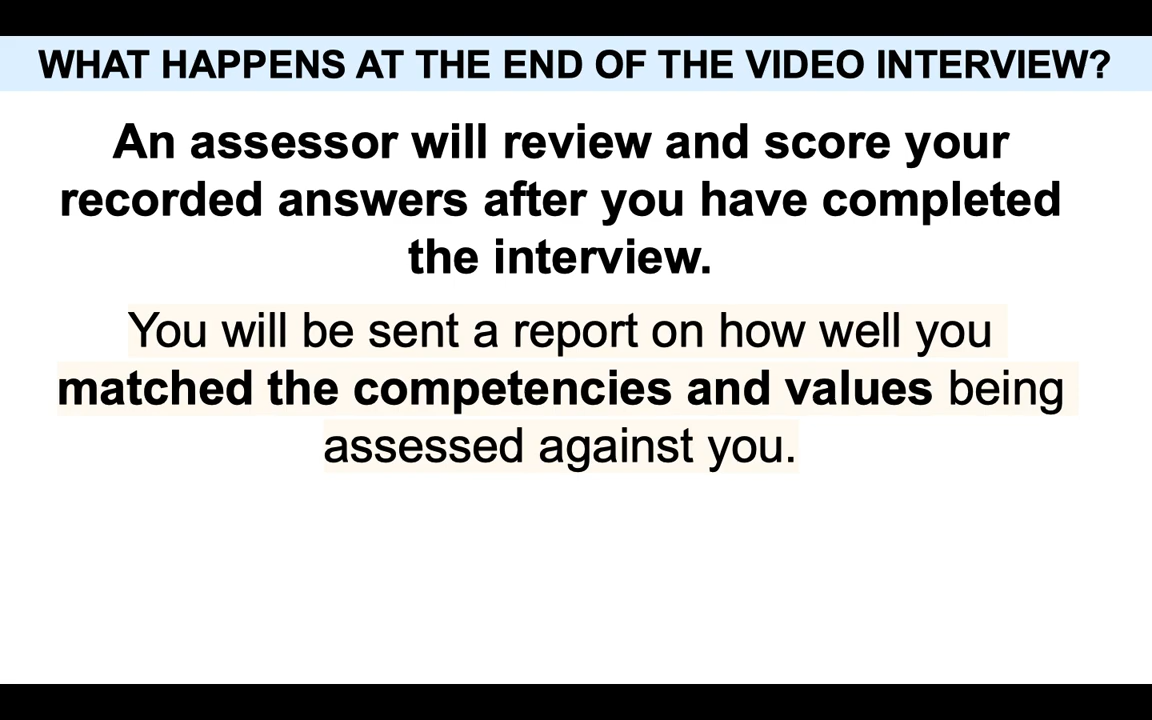 WHAT HAPPENS AT THE END OF THE VIDEO INTERVIEW?
An assessor will review and score your
recorded answers after you have completed
the interview.
You will be sent a report on how well you
matched the competencies and values being
assessed against you.